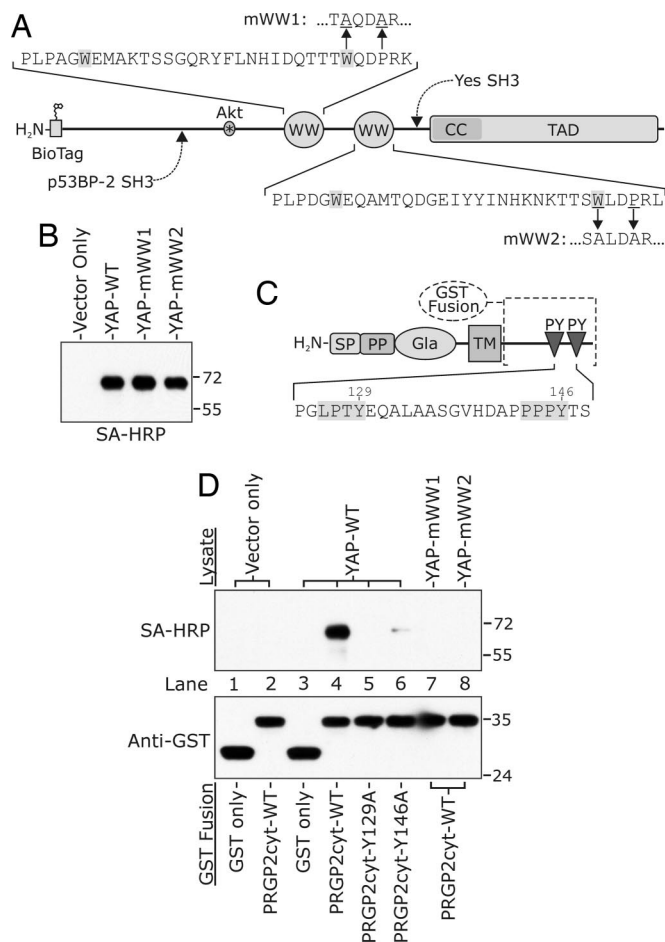 A
mWW1: ...TAQDAR...
PLPAGWEMAKTSSGQRYFLNHIDQTTTWQDPRK
Yes SH3
Akt
*
H2N-
WW
WW
CC
TAD
BioTag
p53BP-2 SH3
PLPDGWEQAMTQDGEIYYINHKNKTTSWLDPRL
mWW2: ...SALDAR...
B
Vector Only
YAP-WT
YAP-mWW1
YAP-mWW2
72
55
SA-HRP
C
GST
Fusion
PY PY
H2N-
SP
PP
Gla
TM
129
146
PGLPTYEQALAASGVHDAPPPPYTS
D
Lysate
Vector only
YAP-WT
YAP-mWW1
YAP-mWW2
SA-HRP
72
55
Lane 1 2 3 4 5 6 7 8
Anti-GST
35
24
GST Fusion
GST only
PRGP2cyt-WT
GST only
PRGP2cyt-WT
PRGP2cyt-Y129A
PRGP2cyt-Y146A
PRGP2cyt-WT